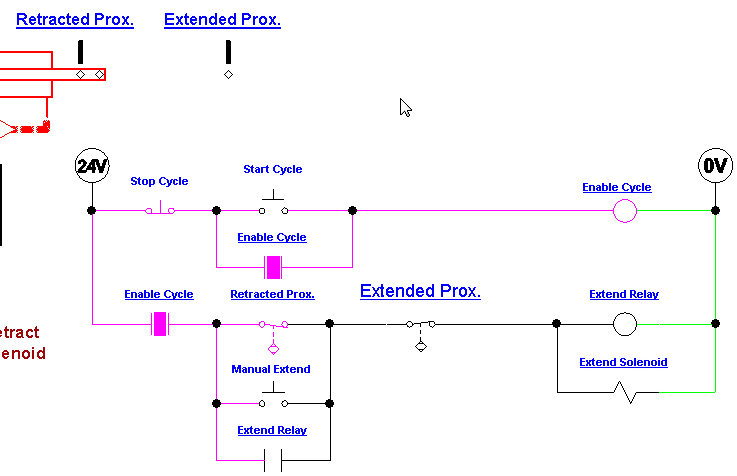 Retracted Prox. Extended Prox.
24V
0V
Stop Cycle
Start Cycle
Enable Cycle
Enable Cycle
Enable Cycle
Retracted Prox.
Extended Prox.
Extend Relay
etract
enoid
Manual Extend
Extend Solenoid
Extend Relay